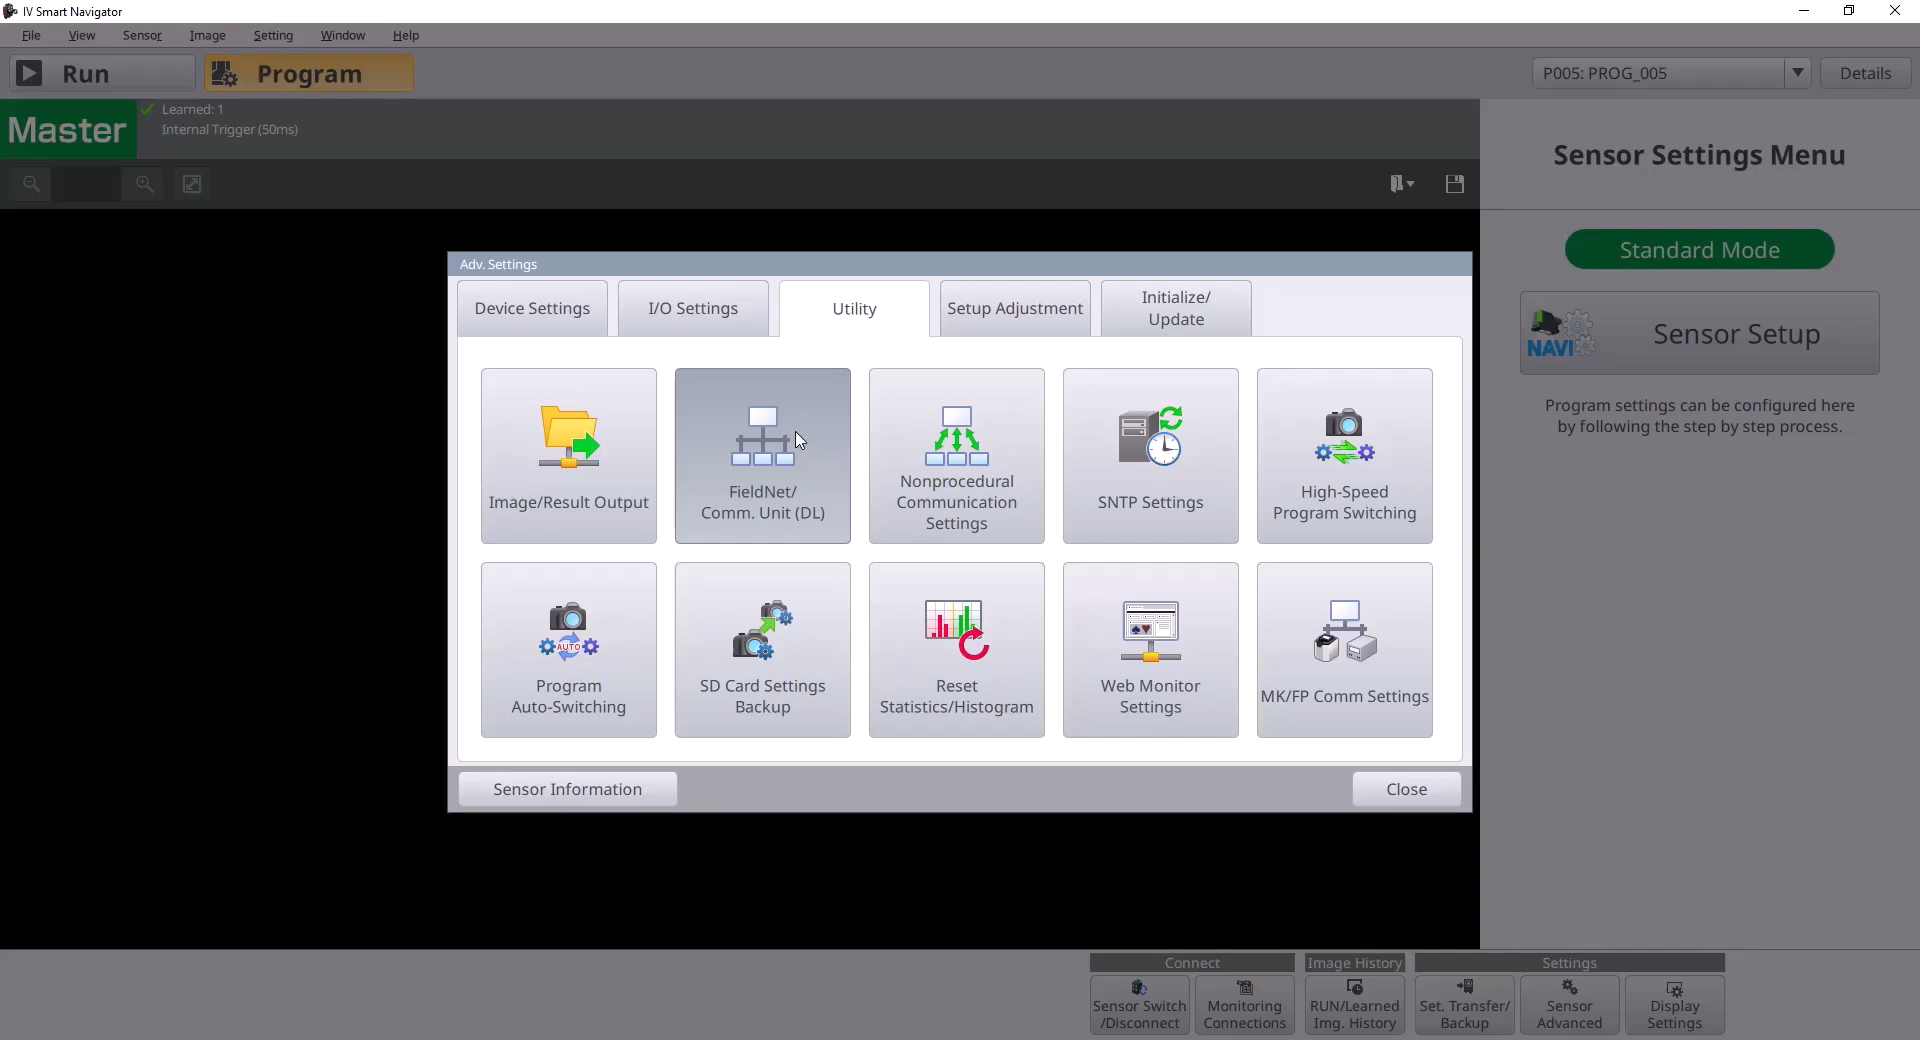 IV Smart Navigator
File View Sensor Image Setting Window Help
Run
Program
P005: PROG_005
Details
Master
Learned: 1
Internal Trigger (50ms)
Sensor Settings Menu
Standard Mode
NAVI
Sensor Setup
Program settings can be configured here
by following the step by step process.
Adv. Settings
Device Settings
I/O Settings
Utility
Setup Adjustment
Initialize/
Update
Image/Result Output
FieldNet/
Comm. Unit (DL)
Nonprocedural
Communication
Settings
SNTP Settings
High-Speed
Program Switching
AUTO
Program
Auto-Switching
SD Card Settings
Backup
Reset
Statistics/Histogram
Web Monitor
Settings
MK/FP Comm Settings
Sensor Information
Close
Connect
Sensor Switch
/Disconnect
Monitoring
Connections
Image History
RUN/Learned
Img. History
Settings
Set. Transfer/
Backup
Sensor
Advanced
Display
Settings